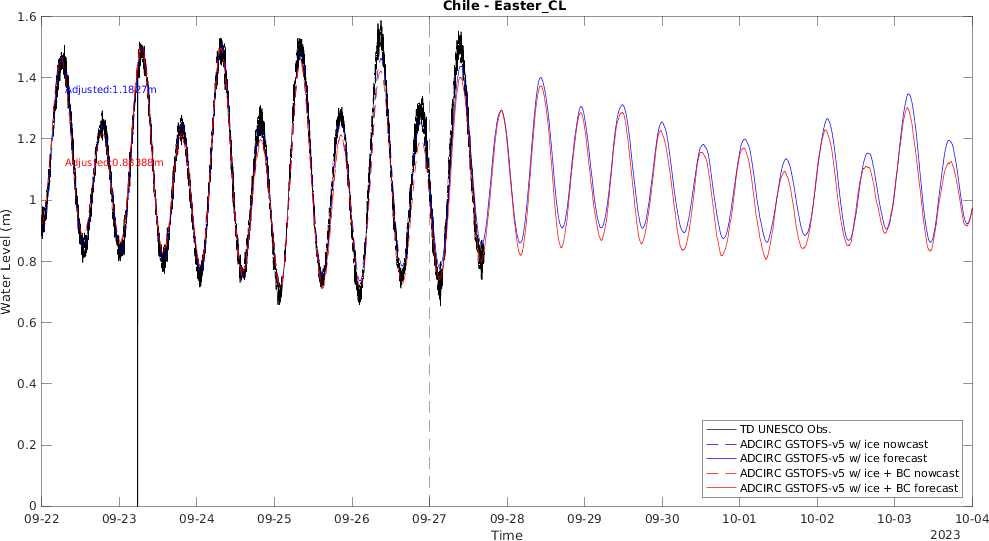 Chile - Easter_CL
1.6
1.4
1.2
1
0.8
0.6
0.4
0.2
0
Water Level (m)
Adjusted:1.1827m
Adjusted:0.83388m
TD UNESCO Obs.
ADCIRC GSTOFS-v5 w/ ice nowcast
ADCIRC GSTOFS-v5 w/ ice forecast
ADCIRC GSTOFS-v5 w/ ice + BC nowcast
ADCIRC GSTOFS-v5 w/ ice + BC forecast
09-22 09-23 09-24 09-25 09-26 09-27 09-28 09-29 09-30 10-01 10-02 10-03 10-04
Time
2023